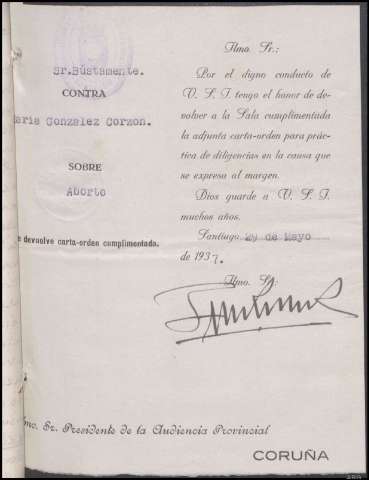 Sr.Bústamente.
CONTRA
aria González Corzon.
SOBRE
Aborto
e devuelve carta-orden cumplimentada.
Ilmo. Sr.:
Por el digno conducto de
V. S. I. tengo el honor de de-
volver a la Sala cumplimentada
la adjunta carta-orden para prác-
tica de diligencias en la causa que
se expresa al margen.
Dios guarde a V. S. I.
muchos años.
Santiago, 29 de Mayo
de 1937.
Ilmo. Sr.:
mo. Sr. Presidente de la Audiencia Provincial
CORUÑA